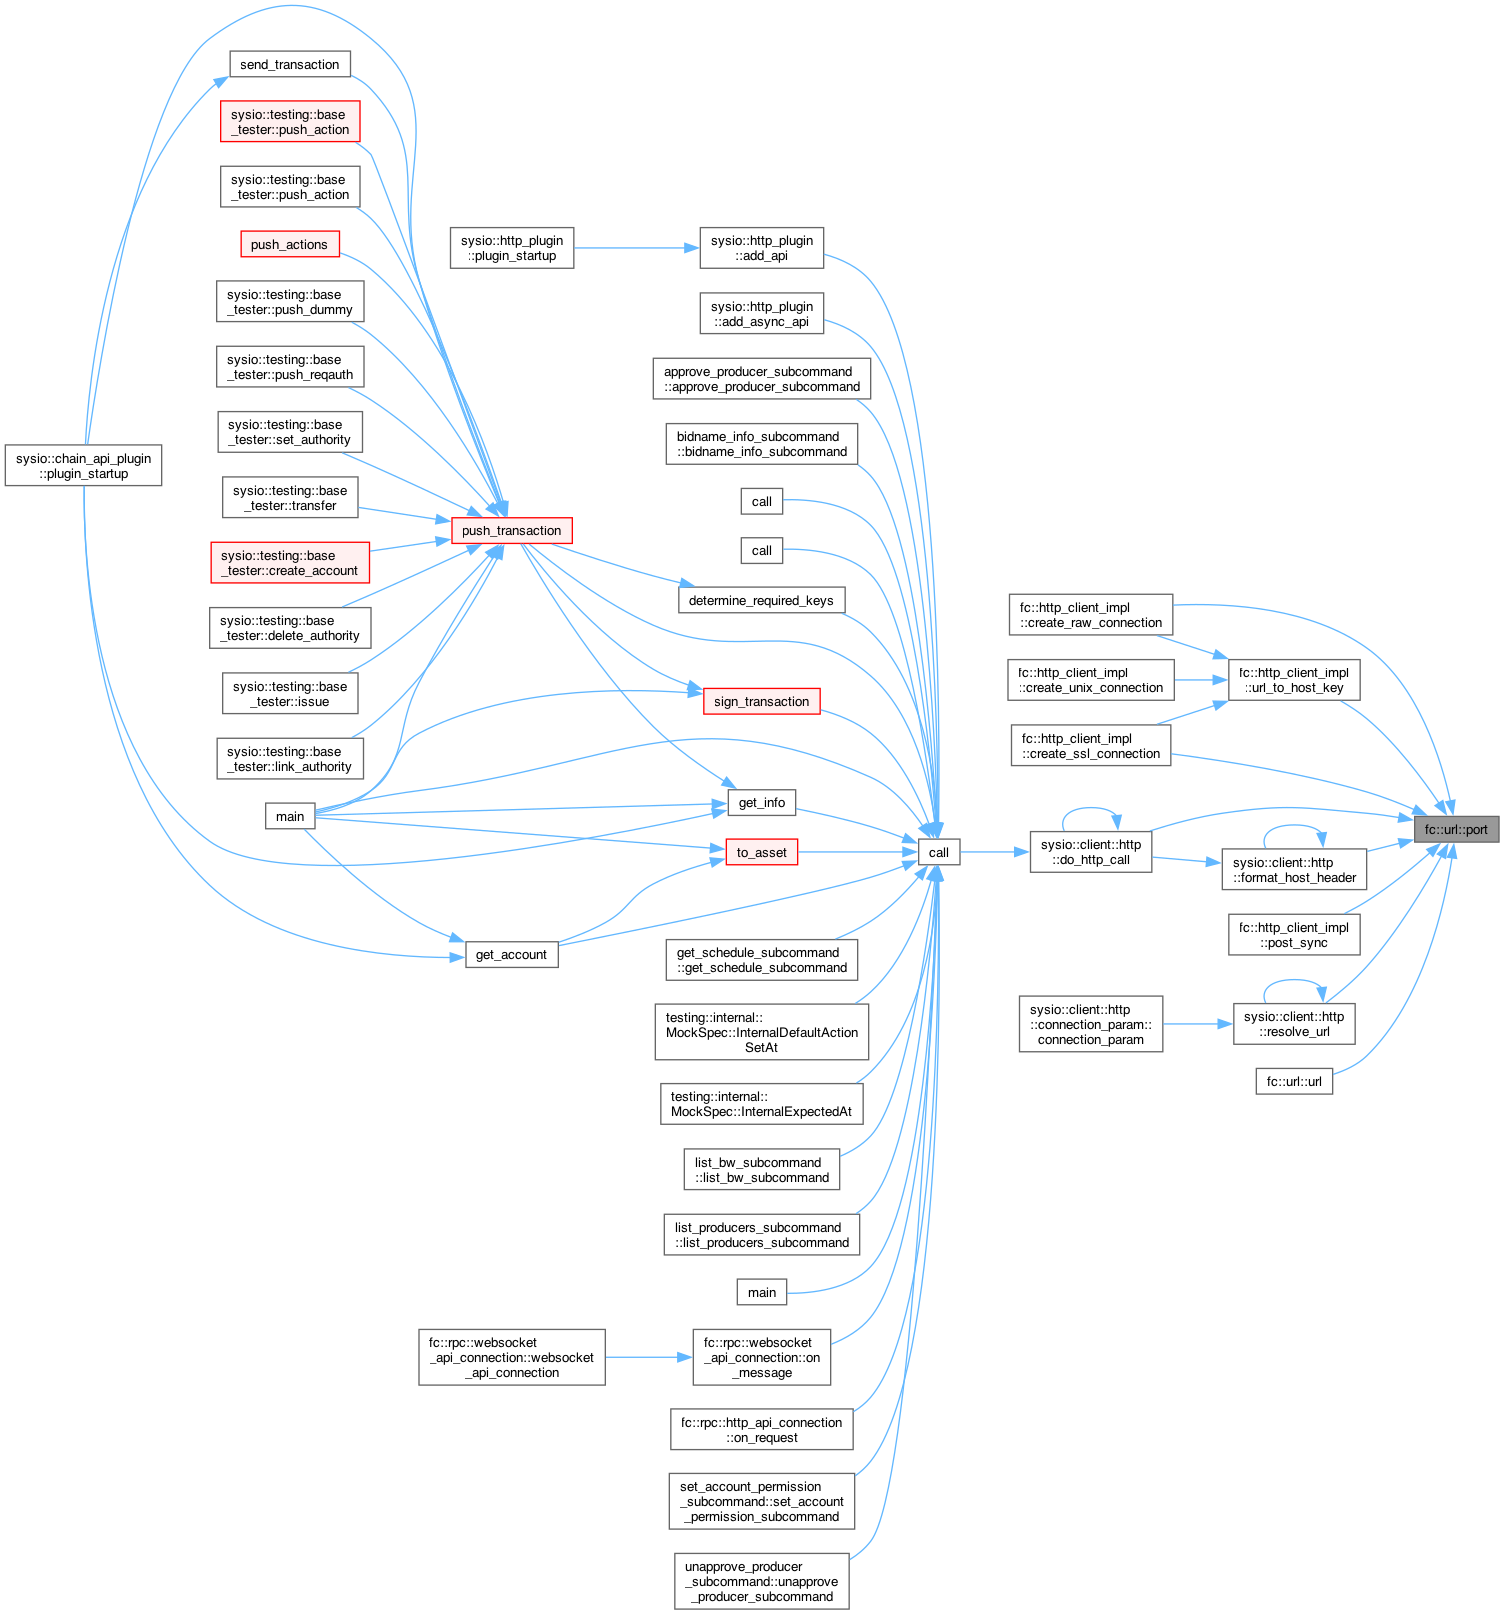 send_transaction
sysio::testing::base
_tester::push_action
sysio::testing::base
_tester::push_action
push_actions
sysio::testing::base
_tester::push_dummy
sysio::testing::base
_tester::push_reqauth
sysio::testing::base
_tester::set_authority
sysio::chain_api_plugin
::plugin_startup
sysio::testing::base
_tester::transfer
sysio::testing::base
_tester::create_account
sysio::testing::base
_tester::delete_authority
sysio::testing::base
_tester::issue
sysio::testing::base
_tester::link_authority
main
push_transaction
get_account
sysio::http_plugin
::plugin_startup
fc::rpc::websocket
_api_connection::websocket
_api_connection
sysio::http_plugin
::add_api
sysio::http_plugin
::add_async_api
approve_producer_subcommand
::approve_producer_subcommand
bidname_info_subcommand
::bidname_info_subcommand
call
call
determine_required_keys
sign_transaction
get_info
to_asset
get_schedule_subcommand
::get_schedule_subcommand
testing::internal::
MockSpec::InternalDefaultAction
SetAt
testing::internal::
MockSpec::InternalExpectedAt
list_bw_subcommand
::list_bw_subcommand
list_producers_subcommand
::list_producers_subcommand
main
fc::rpc::websocket
_api_connection::on
_message
fc::rpc::http_api_connection
::on_request
set_account_permission
_subcommand::set_account
_permission_subcommand
unapprove_producer
_subcommand::unapprove
_producer_subcommand
call
fc::http_client_impl
::create_raw_connection
fc::http_client_impl
::create_unix_connection
fc::http_client_impl
::create_ssl_connection
sysio::client::http
::do_http_call
sysio::client::http
::connection_param::
connection_param
fc::http_client_impl
::url_to_host_key
sysio::client::http
::format_host_header
fc::http_client_impl
::post_sync
sysio::client::http
::resolve_url
fc::url::url
fc::url::port